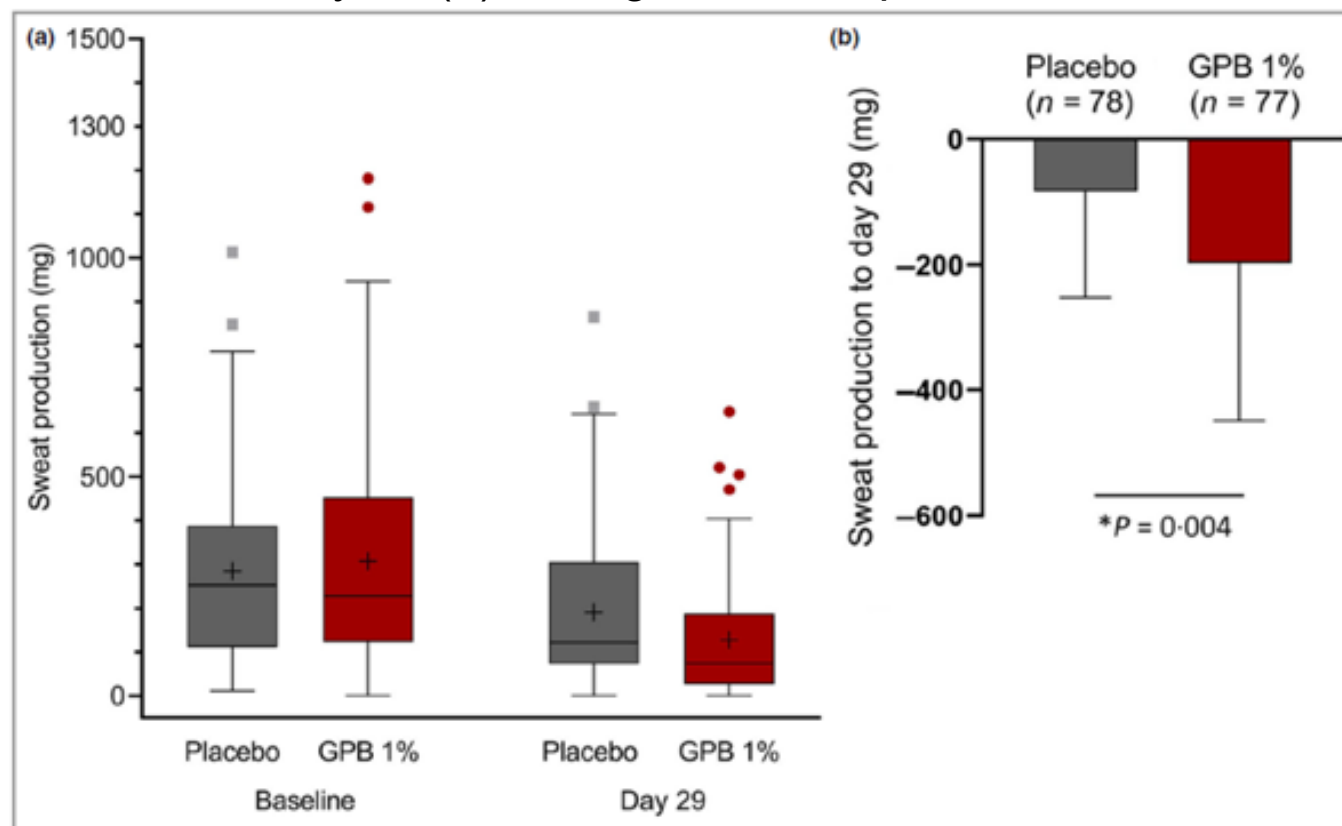 (a)
1500
1300
1000
500
0
Sweat production (mg)
Placebo GPB 1% Placebo GPB 1%
Baseline Day 29
(b)
Placebo GPB 1%
(n = 78) (n = 77)
0
–200
–400
–600
Sweat production to day 29 (mg)
*P = 0·004